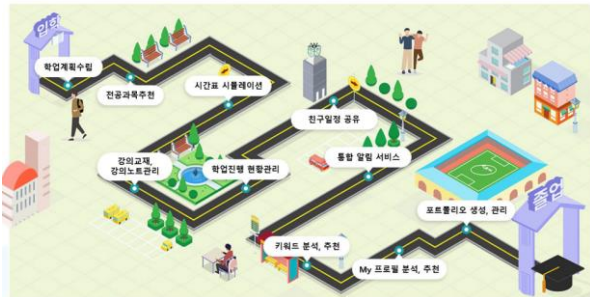 입학
학업계획수립
전공과목추천
시간표 시뮬레이션
친구일정 공유
강의교재,
강의노트관리
학업진행 현황관리
통합 알림 서비스
키워드 분석, 추천
My 프로필 분석, 추천
포트폴리오 생성, 관리
졸업